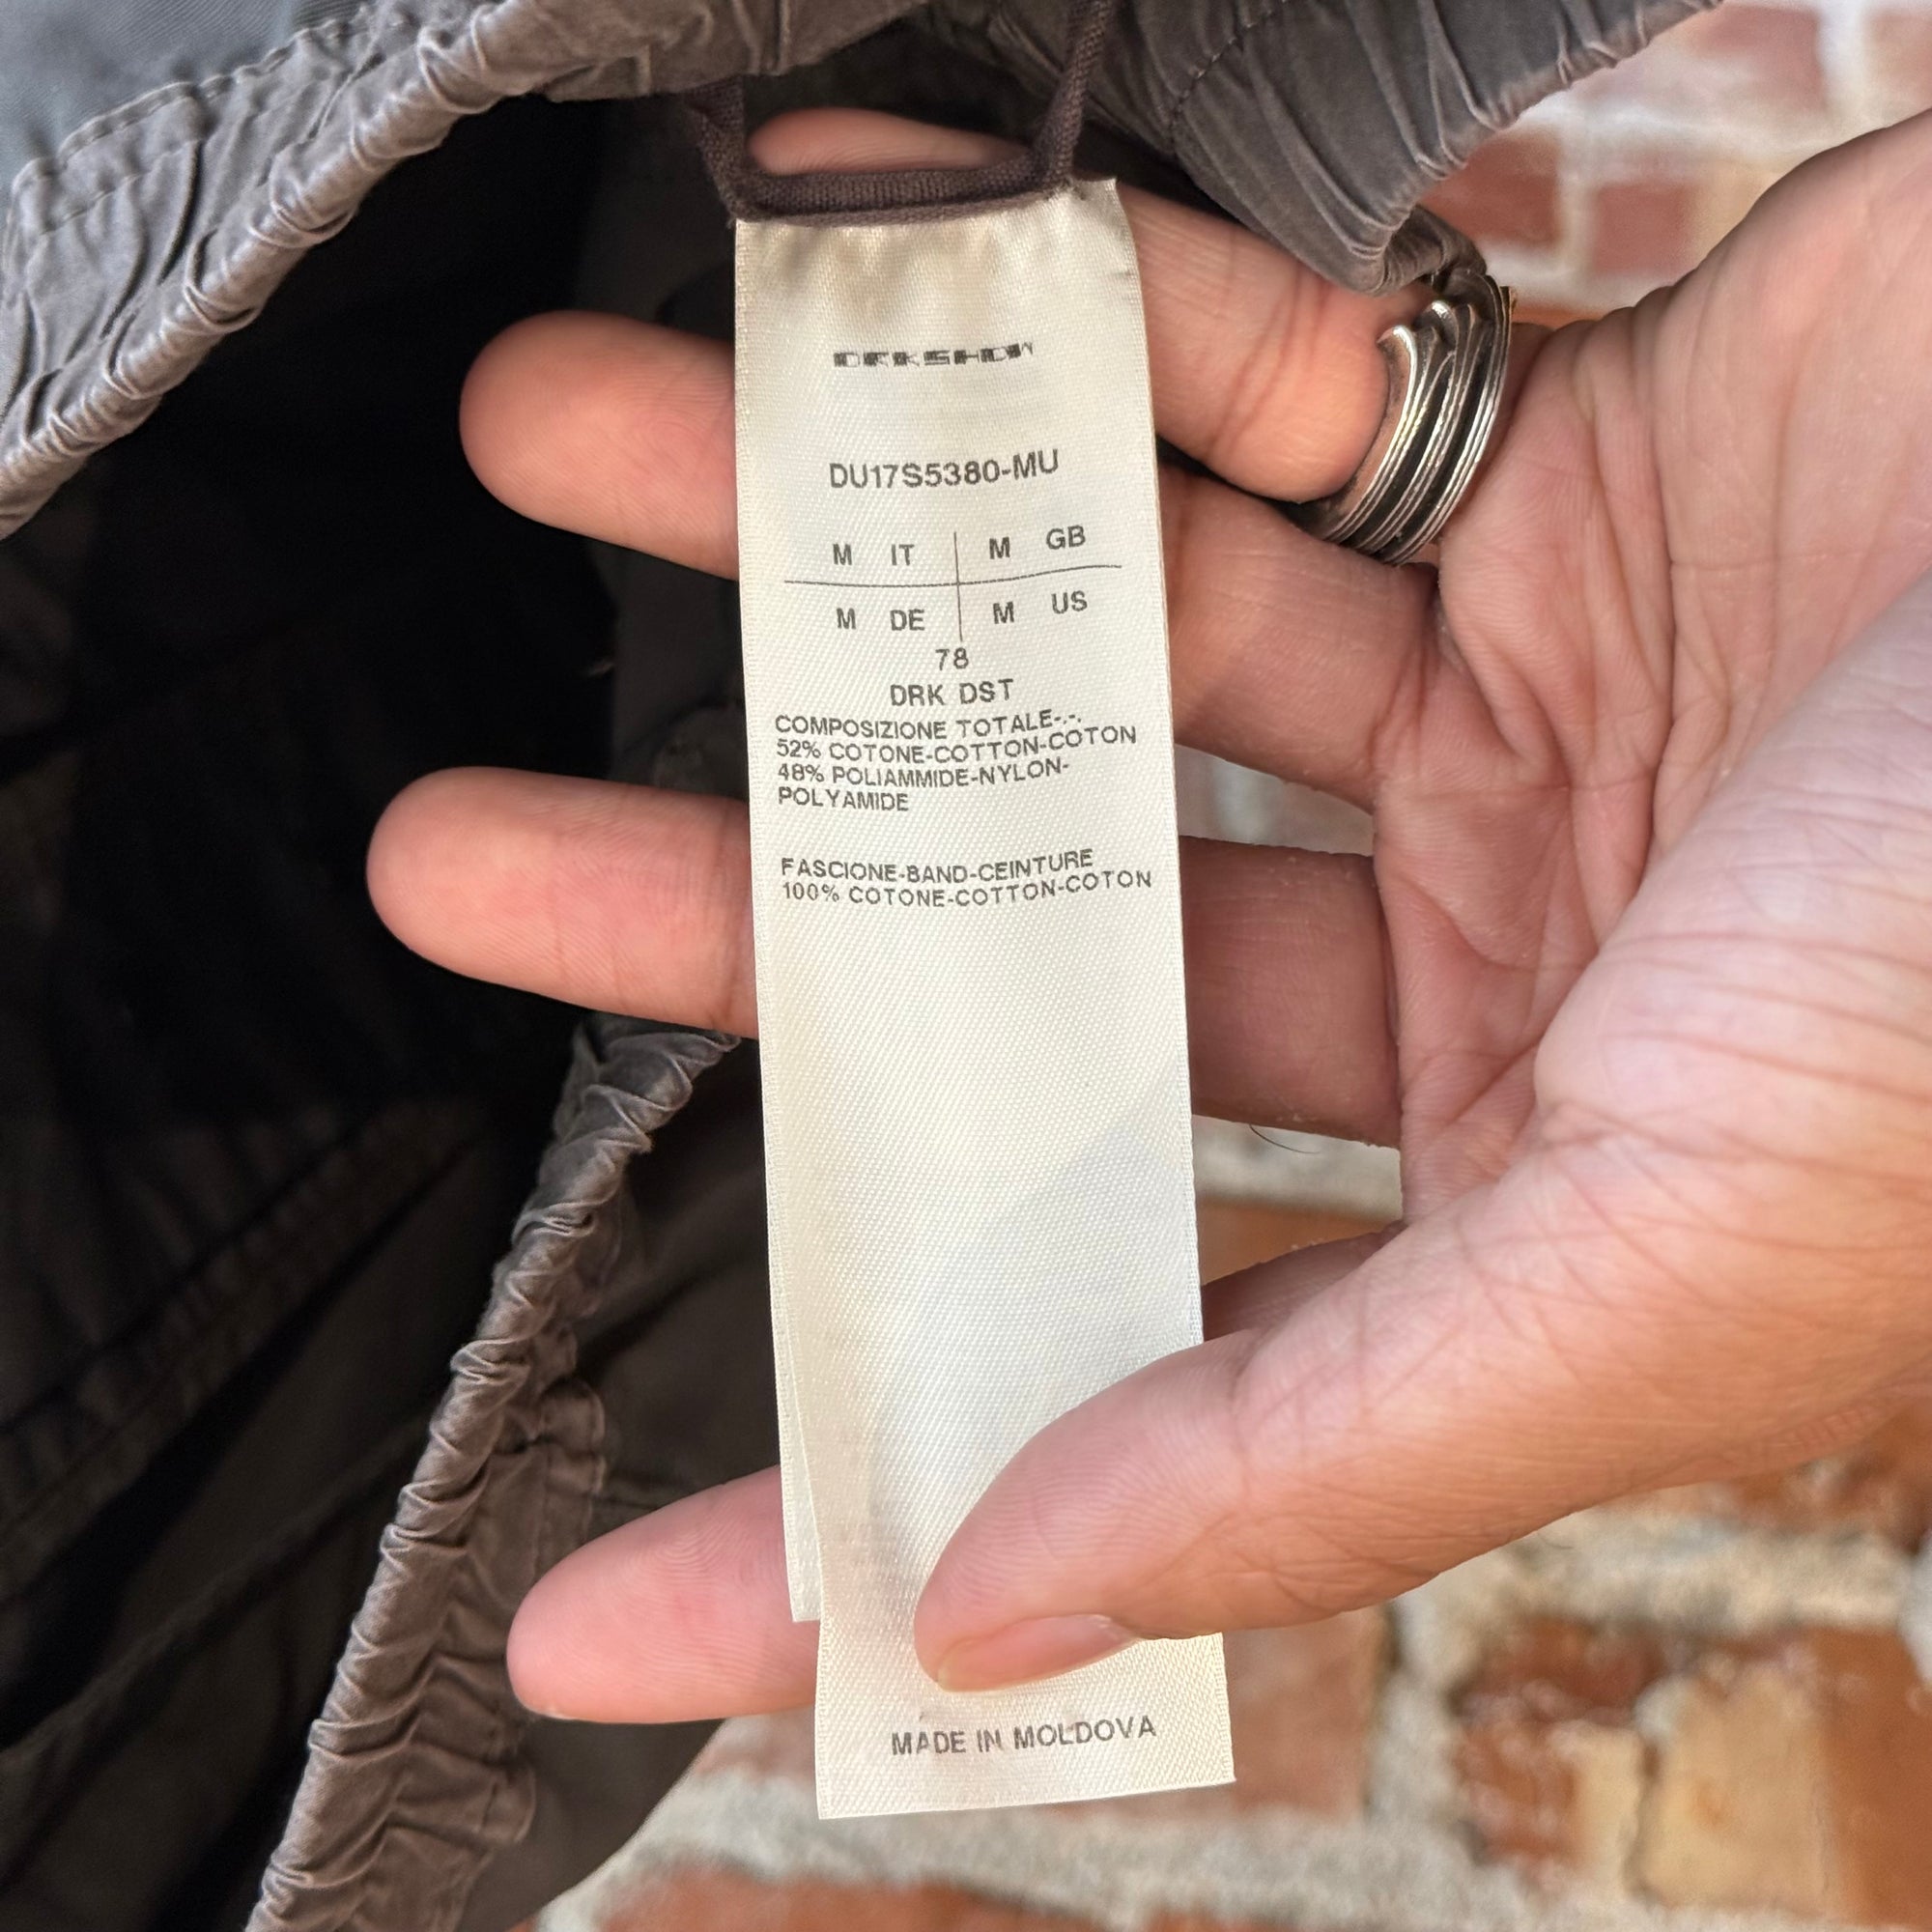 DRKSHDW
DU17S5380-MU
M IT M GB
M DE M US
78
DRK DST
COMPOSIZIONE TOTALE-.-.
52% COTONE-COTTON-COTON
48% POLIAMMIDE-NYLON-
POLYAMIDE
FASCIONE-BAND-CEINTURE
100% COTONE-COTTON-COTON
MADE IN MOLDOVA